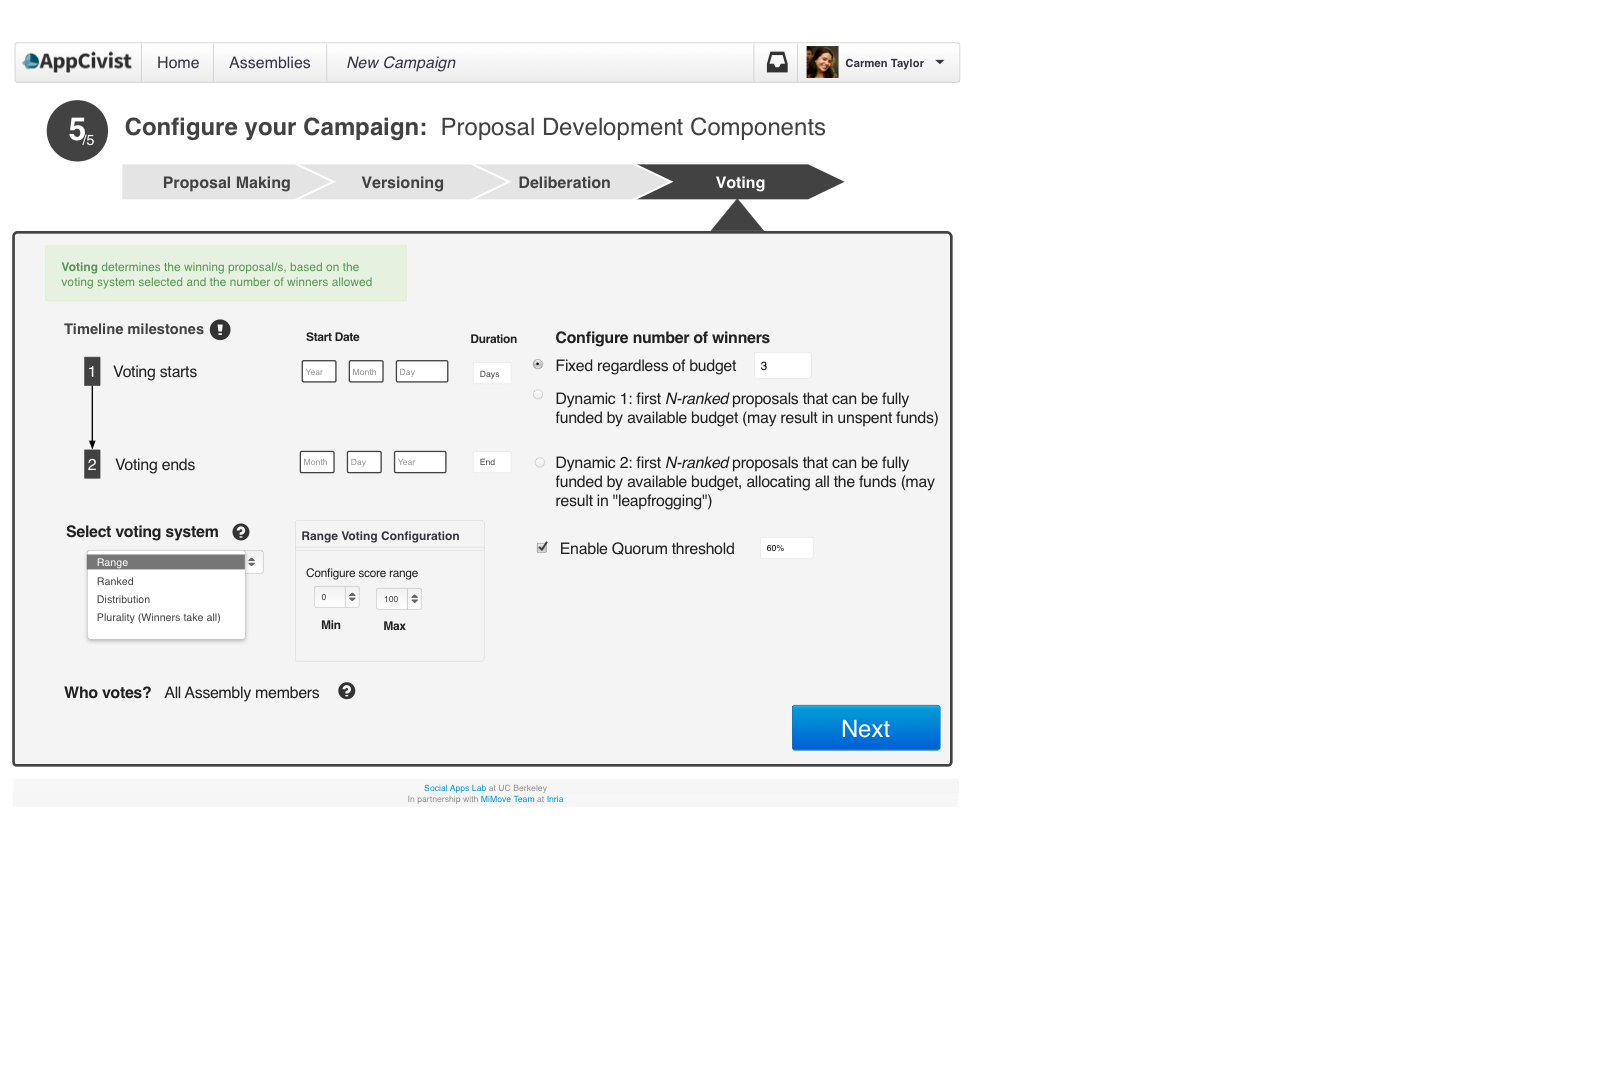 AppCivist Home Assemblies New Campaign Carmen Taylor
5/5 Configure your Campaign: Proposal Development Components
Proposal Making Versioning Deliberation Voting
Voting determines the winning proposal/s, based on the
voting system selected and the number of winners allowed
Timeline milestones !
Start Date
Duration
1 Voting starts
Year Month Day Days
2 Voting ends
Month Day Year End
Configure number of winners
Fixed regardless of budget 3
Dynamic 1: first N-ranked proposals that can be fully
funded by available budget (may result in unspent funds)
Dynamic 2: first N-ranked proposals that can be fully
funded by available budget, allocating all the funds (may
result in "leapfrogging")
Enable Quorum threshold 60%
Select voting system ?
Range
Ranked
Distribution
Plurality (Winners take all)
Range Voting Configuration
Configure score range
0 100
Min Max
Who votes? All Assembly members ?
Next
Social Apps Lab at UC Berkeley
In partnership with MiMove Team at Inria